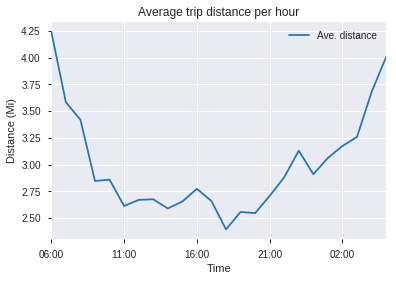 Average trip distance per hour
Ave. distance
Distance (Mi)
4.25
4.00
3.75
3.50
3.25
3.00
2.75
2.50
06:00 11:00 16:00 21:00 02:00
Time